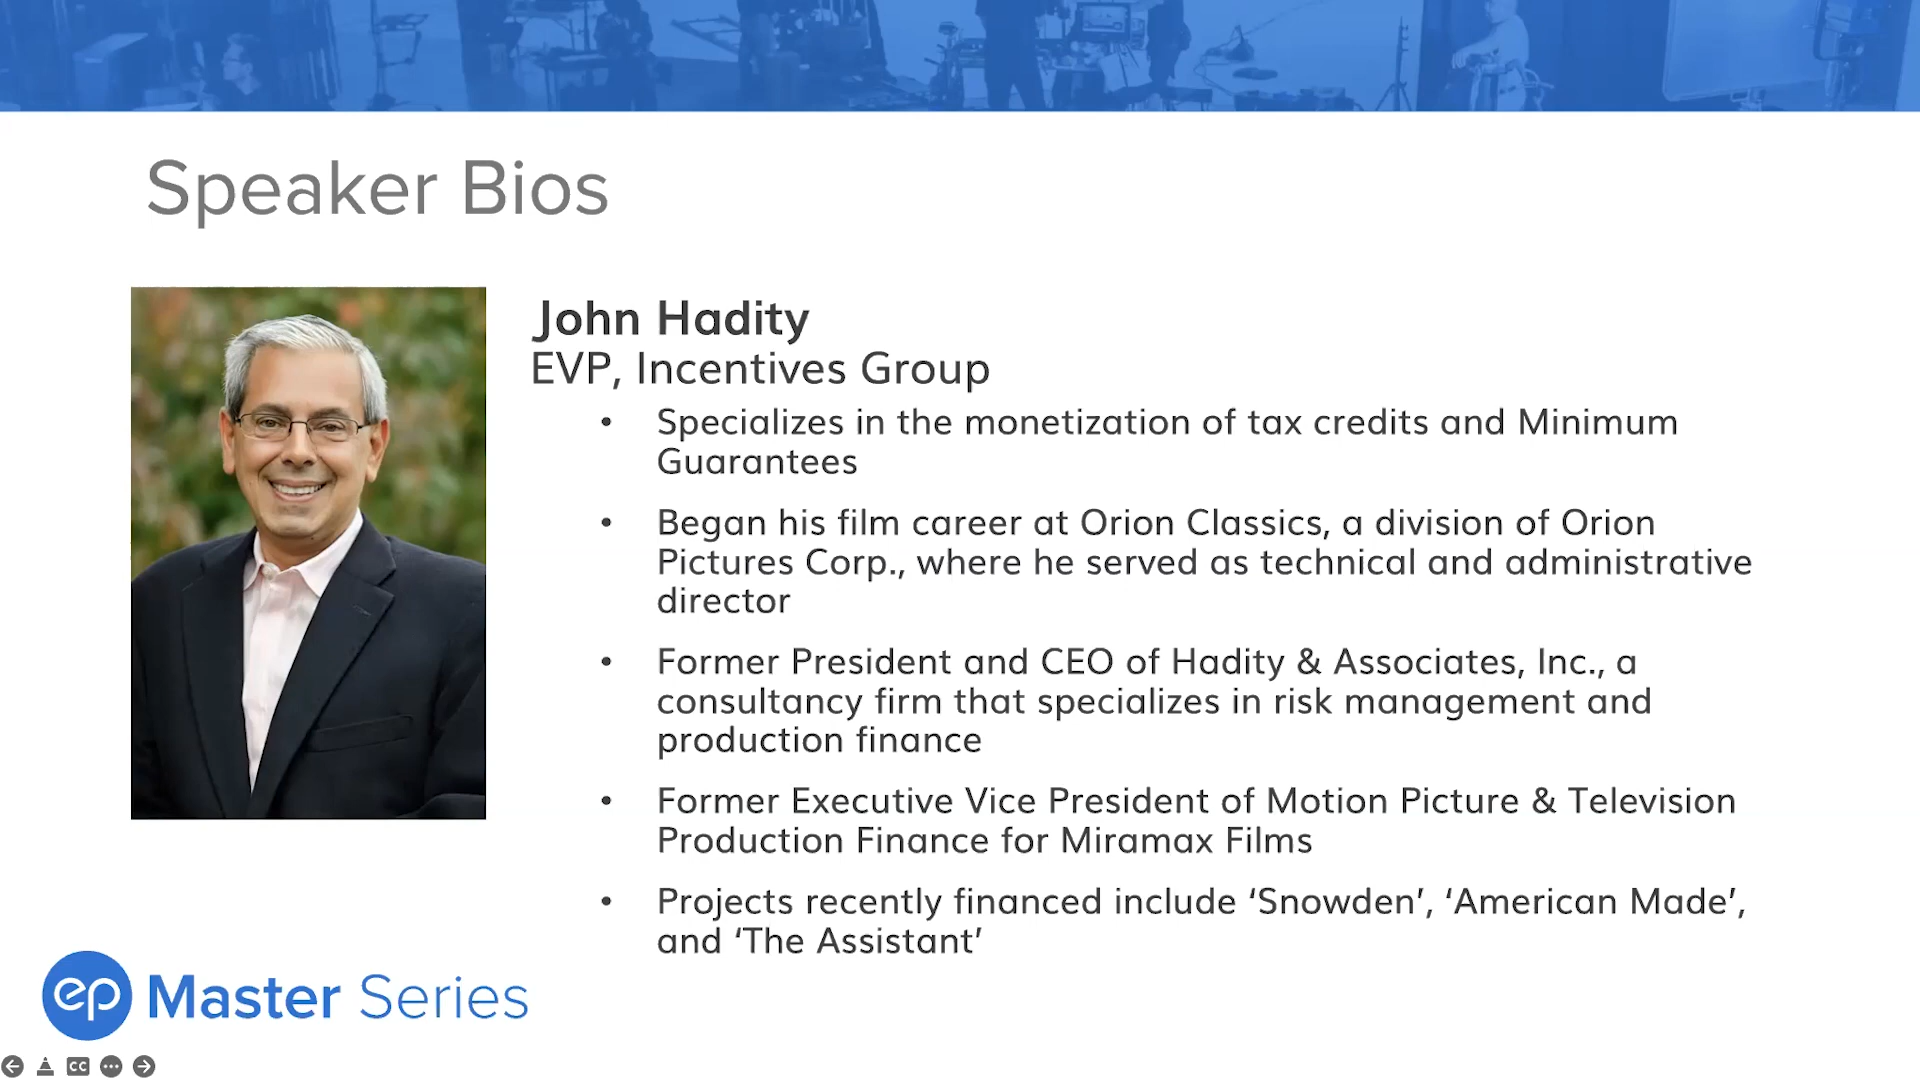 Speaker Bios
John Hadity
EVP, Incentives Group
• Specializes in the monetization of tax credits and Minimum
Guarantees
• Began his film career at Orion Classics, a division of Orion
Pictures Corp., where he served as technical and administrative
director
• Former President and CEO of Hadity & Associates, Inc., a
consultancy firm that specializes in risk management and
production finance
• Former Executive Vice President of Motion Picture & Television
Production Finance for Miramax Films
• Projects recently financed include ‘Snowden’, ‘American Made’,
and ‘The Assistant’
ep Master Series
CC